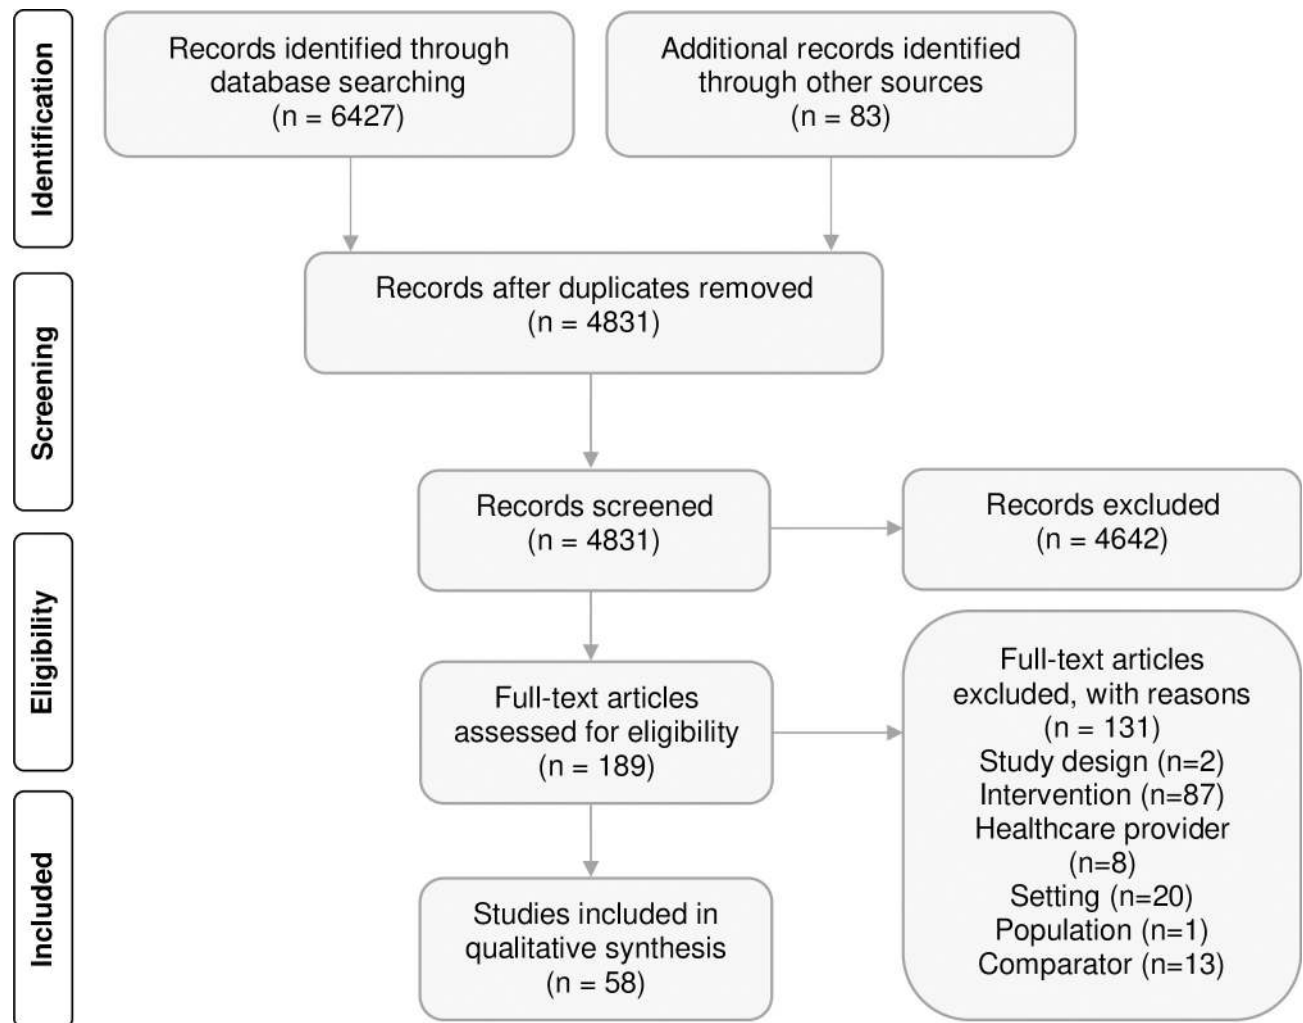 Identification
Records identified through
database searching
(n = 6427)
Additional records identified
through other sources
(n = 83)
Screening
Records after duplicates removed
(n = 4831)
Records screened
(n = 4831)
Records excluded
(n = 4642)
Eligibility
Full-text articles
assessed for eligibility
(n = 189)
Full-text articles
excluded, with reasons
(n = 131)
Study design (n=2)
Intervention (n=87)
Healthcare provider
(n=8)
Setting (n=20)
Population (n=1)
Comparator (n=13)
Included
Studies included in
qualitative synthesis
(n = 58)